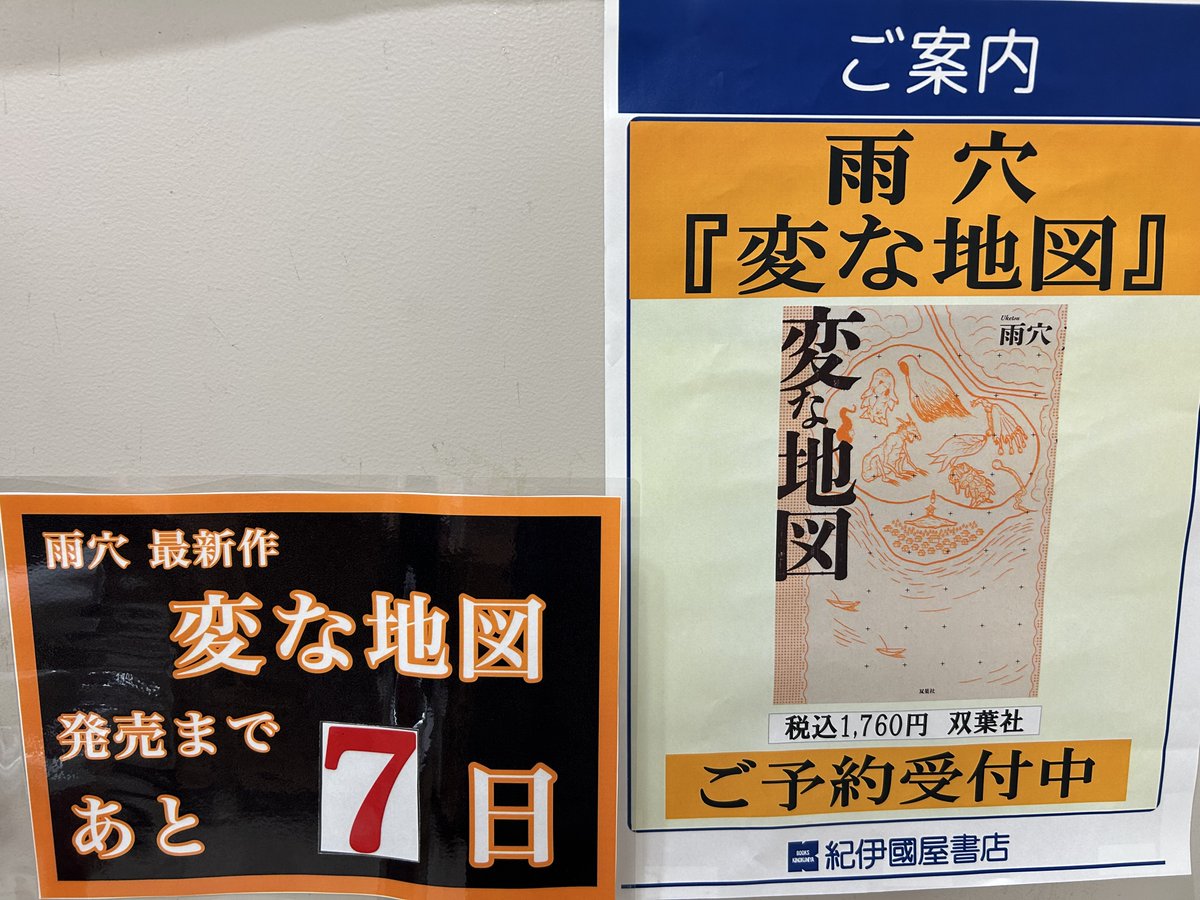 ご案内
雨穴
『変な地図』
変な地図
Uketsu
雨穴
双葉社
税込1,760円 双葉社
ご予約受付中
BOOKS
KINOKUNIYA
紀伊國屋書店
雨穴 最新作
変な地図
発売まで
あと 7日